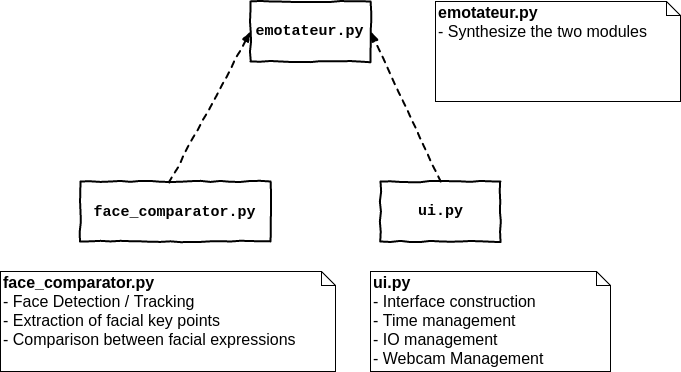 emotateur.py
emotateur.py
- Synthesize the two modules
face_comparator.py
ui.py
face_comparator.py
- Face Detection / Tracking
- Extraction of facial key points
- Comparison between facial expressions
ui.py
- Interface construction
- Time management
- IO management
- Webcam Management